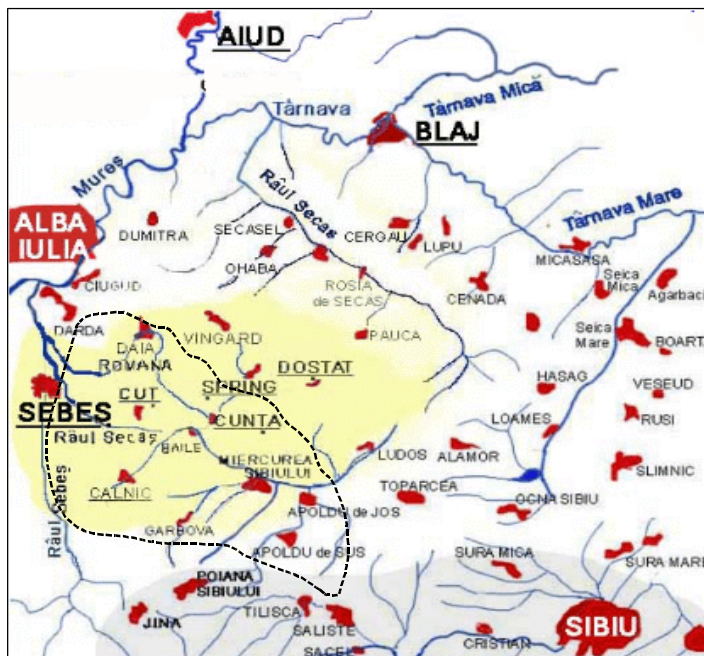 AIUD
Târnava Mică
Târnava
BLAJ
Mureș
Râul Secaș
Târnava Mare
ALBA
IULIA
DUMITRA
SECASEL
CERGAU
LUPU
OHABA
MICASASA
CIUGUD
ROSIA
de SECAS
CENADA
Seica
Mica
Agarbaci
DARDA
VINGARD
PAUCA
Seica
Mare
DAIA
ROMANA
BOARTA
DOSTAT
SPRING
CUT
HASAG
VESEUD
SEBES
CUNTA
Râul Secaș
LOAMES
RUSI
BAILE
LUDOS
ALAMOR
MIERCUREA
SIBIULUI
SLIMNIC
CALNIC
TOPARCEA
Râul Sebeș
APOLDU de JOS
OCNA SIBIU
GARBOVA
APOLDU de SUS
SURA MICA
SURA MARE
POIANA
SIBIULUI
TILISCA
JINA
SALISTE
SIBIU
CRISTIAN
SACEL